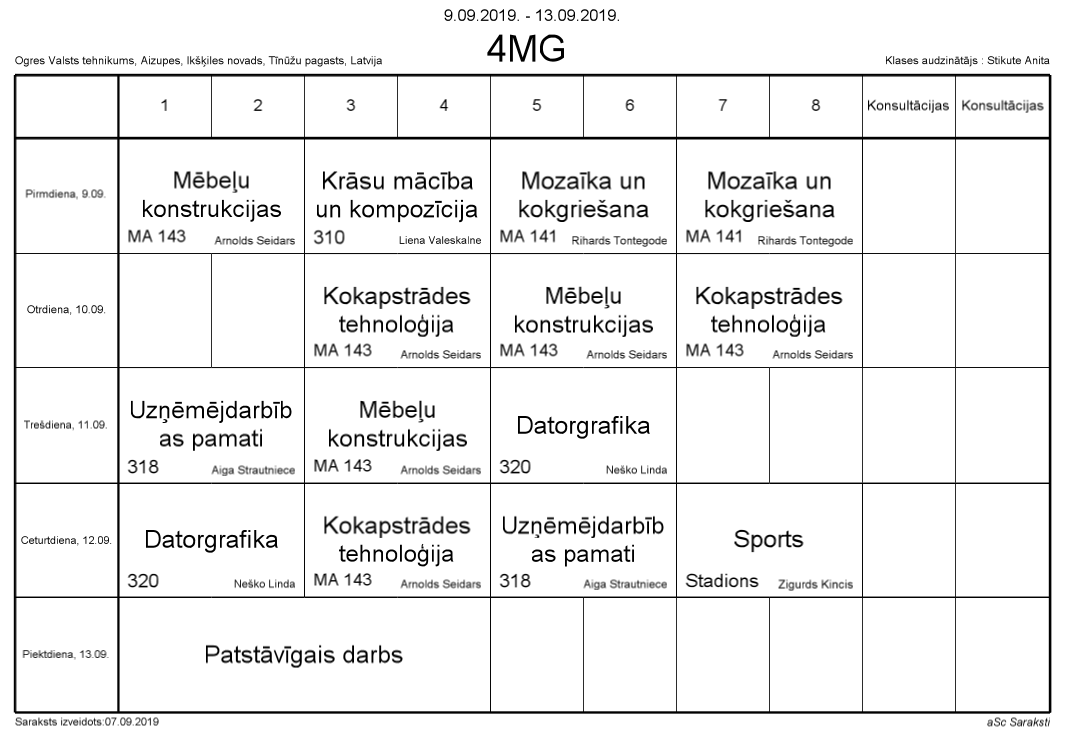 9.09.2019. - 13.09.2019.
4MG
Ogres Valsts tehnikums, Aizupes, Ikšķiles novads, Tīnūžu pagasts, Latvija
Klases audzinātājs : Stikute Anita
1 2 3 4 5 6 7 8 Konsultācijas Konsultācijas
Pirmdiena, 9.09.
Mēbeļu
konstrukcijas
MA 143 Arnolds Seidars
Krāsu mācība
un kompozīcija
310 Liena Valeskalne
Mozaīka un
kokgriešana
MA 141 Rihards Tontegode
Mozaīka un
kokgriešana
MA 141 Rihards Tontegode
Otrdiena, 10.09.
Kokapstrādes
tehnoloģija
MA 143 Arnolds Seidars
Mēbeļu
konstrukcijas
MA 143 Arnolds Seidars
Kokapstrādes
tehnoloģija
MA 143 Arnolds Seidars
Trešdiena, 11.09.
Uzņēmējdarbīb
as pamati
318 Aiga Strautniece
Mēbeļu
konstrukcijas
MA 143 Arnolds Seidars
Datorgrafika
320 Neško Linda
Ceturtdiena, 12.09.
Datorgrafika
320 Neško Linda
Kokapstrādes
tehnoloģija
MA 143 Arnolds Seidars
Uzņēmējdarbīb
as pamati
318 Aiga Strautniece
Sports
Stadions Zigurds Kincis
Piektdiena, 13.09.
Patstāvīgais darbs
Saraksts izveidots:07.09.2019
aSc Saraksti